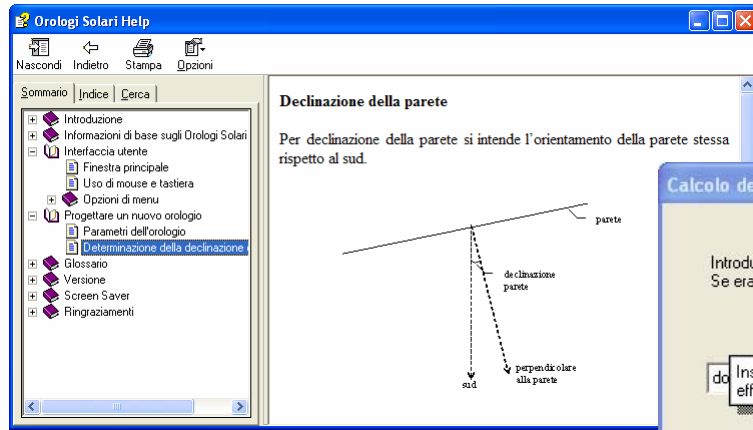 Orologi Solari Help
Nascondi Indietro Stampa Opzioni
Sommario Indice Cerca
Introduzione
Informazioni di base sugli Orologi Solari
Interfaccia utente
Finestra principale
Uso di mouse e tastiera
Opzioni di menu
Progettare un nuovo orologio
Parametri dell'orologio
Determinazione della declinazione
Glossario
Versione
Screen Saver
Ringraziamenti
Declinazione della parete
Per declinazione della parete si intende l'orientamento della parete stessa
rispetto al sud.
parete
declinazione
parete
perpendicolare
alla parete
sud
Calcolo de
Introdu
Se era
do
Ins
eff